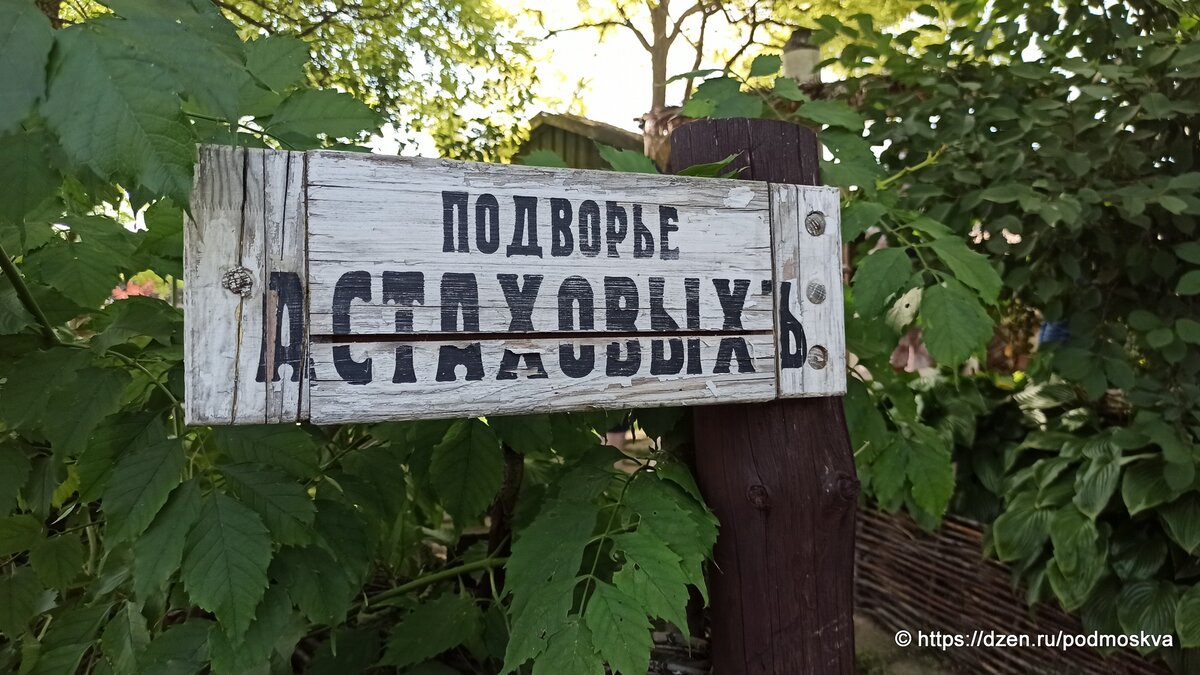 ПОДВОРЬЕ
АСТАХОВЫХЪ
© https://dzen.ru/podmoskva